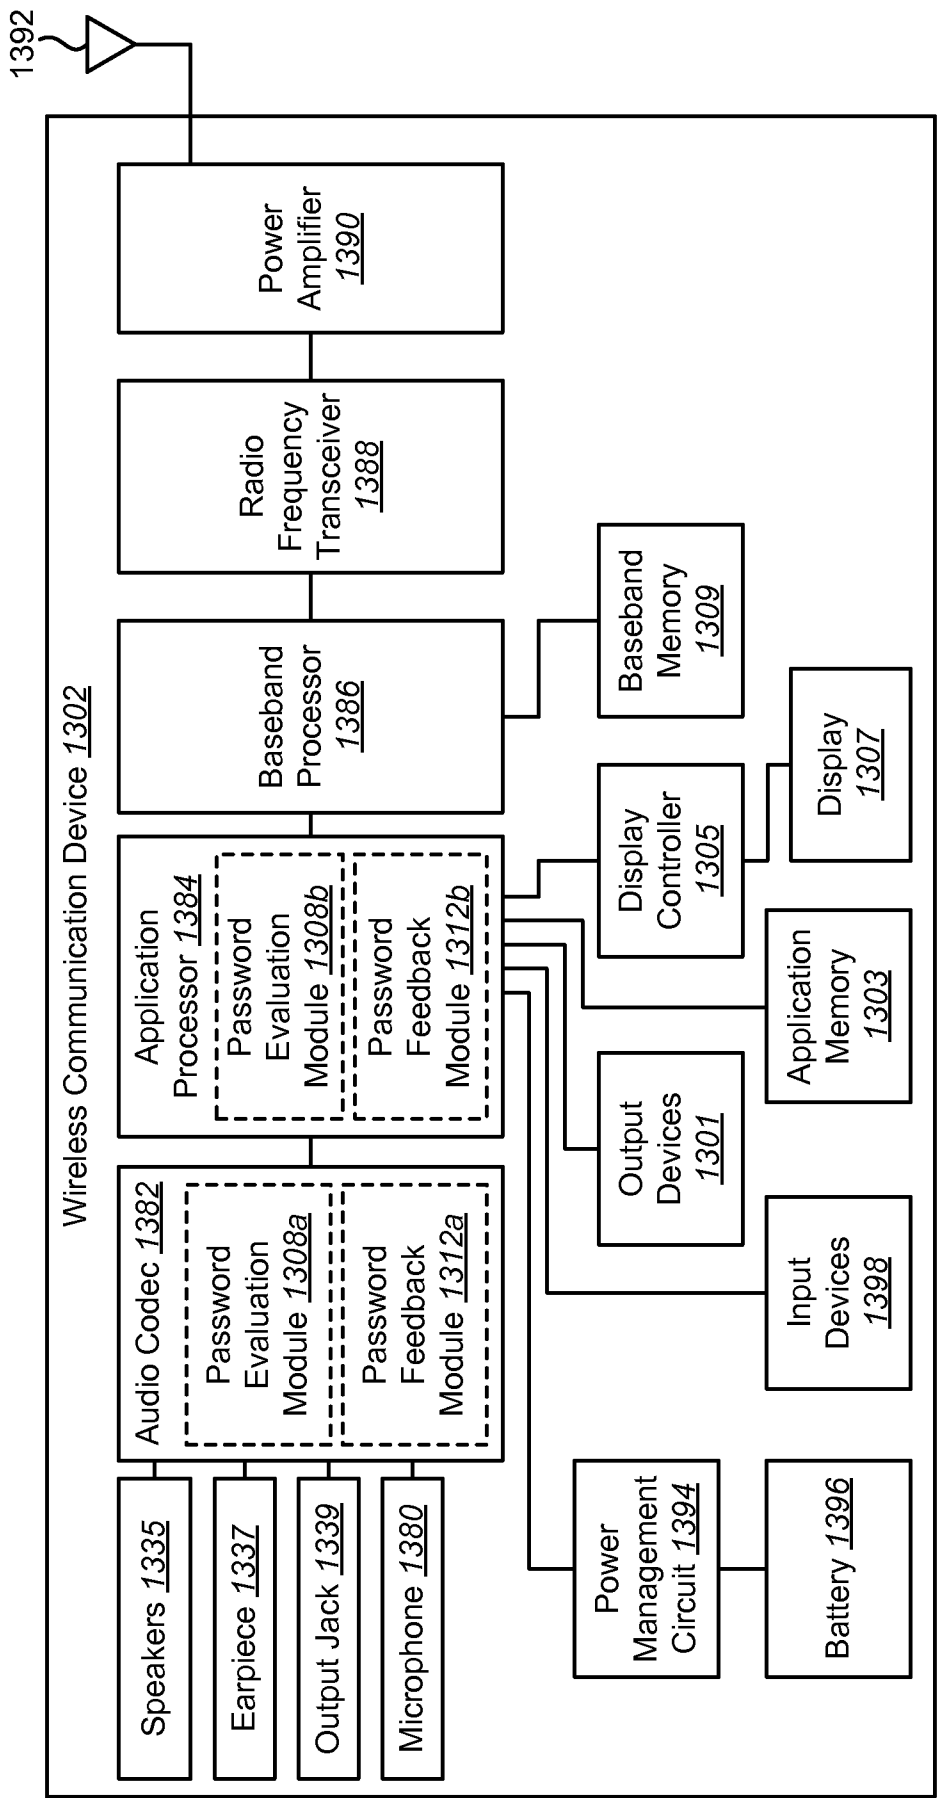 Wireless Communication Device 1302
1392
Speakers 1335
Earpiece 1337
Output Jack 1339
Microphone 1380
Audio Codec 1382
Password
Evaluation
Module 1308a
Password
Feedback
Module 1312a
Application
Processor 1384
Password
Evaluation
Module 1308b
Password
Feedback
Module 1312b
Baseband
Processor
1386
Radio
Frequency
Transceiver
1388
Power
Amplifier
1390
Power
Management
Circuit 1394
Battery 1396
Input
Devices
1398
Output
Devices
1301
Application
Memory
1303
Display
Controller
1305
Display
1307
Baseband
Memory
1309